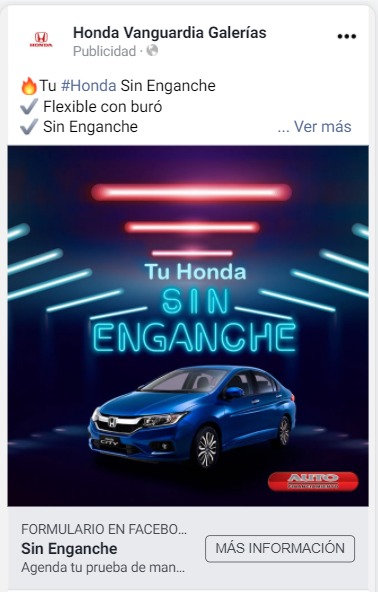 HONDA
Honda Vanguardia Galerías
Publicidad ·
Tu #Honda Sin Enganche
Flexible con buró
Sin Enganche
... Ver más
Tu Honda
SIN
ENGANCHE
CITY
AUTO
FINANCIAMIENTO
FORMULARIO EN FACEBO...
Sin Enganche
MÁS INFORMACIÓN
Agenda tu prueba de man...